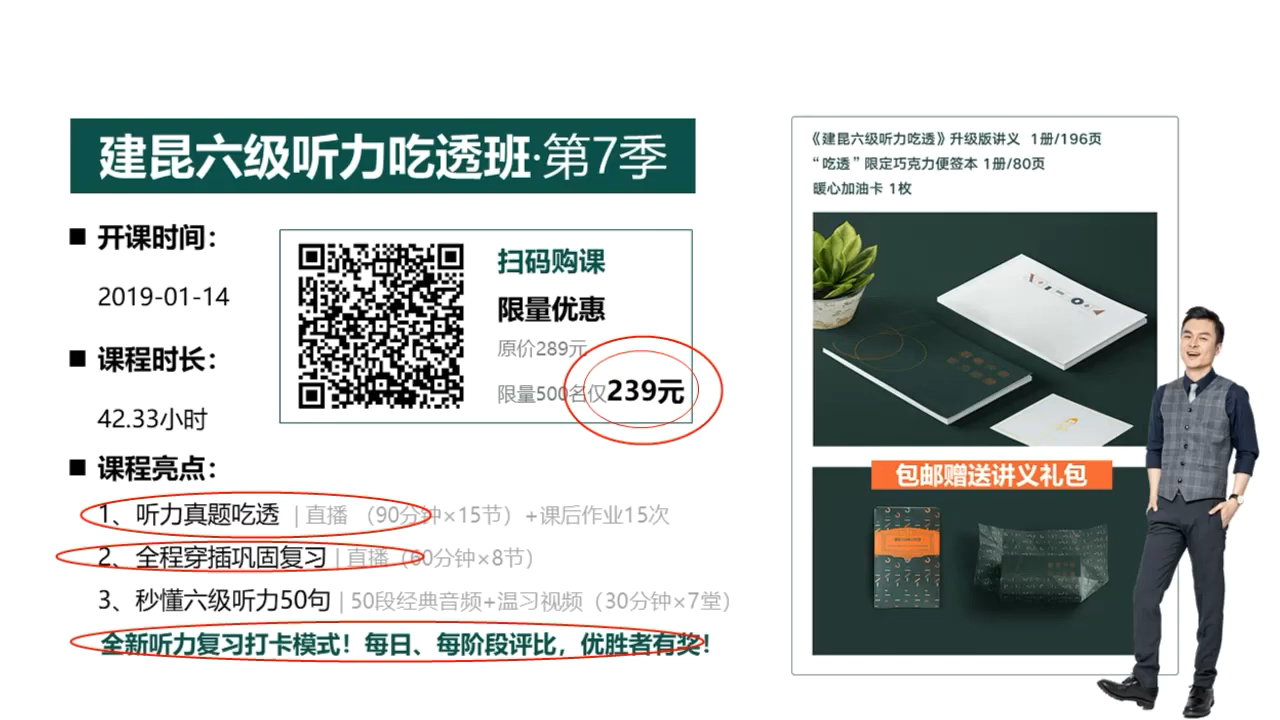 建昆六级听力吃透班·第7季
■ 开课时间：
2019-01-14
■ 课程时长：
42.33小时
■ 课程亮点：
1、听力真题吃透 | 直播 （90分钟×15节）+课后作业15次
2、全程穿插巩固复习 | 直播（60分钟×8节）
3、秒懂六级听力50句 | 50段经典音频+温习视频（30分钟×7堂）
全新听力复习打卡模式！每日、每阶段评比，优胜者有奖！
扫码购课
限量优惠
原价289元
限量500名仅239元
《建昆六级听力吃透》升级版讲义 1册/196页
“吃透”限定巧克力便签本 1册/80页
暖心加油卡 1枚
包邮赠送讲义礼包